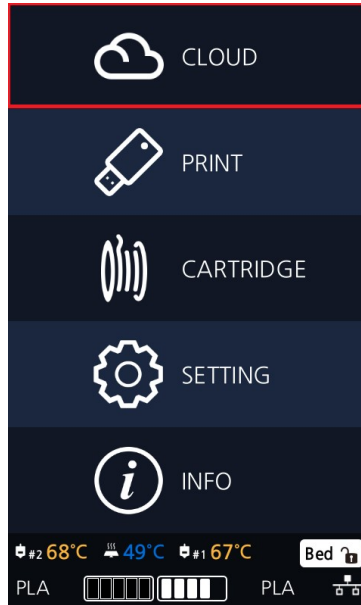 CLOUD
PRINT
CARTRIDGE
SETTING
INFO
#2 68°C 49°C #1 67°C Bed
PLA PLA